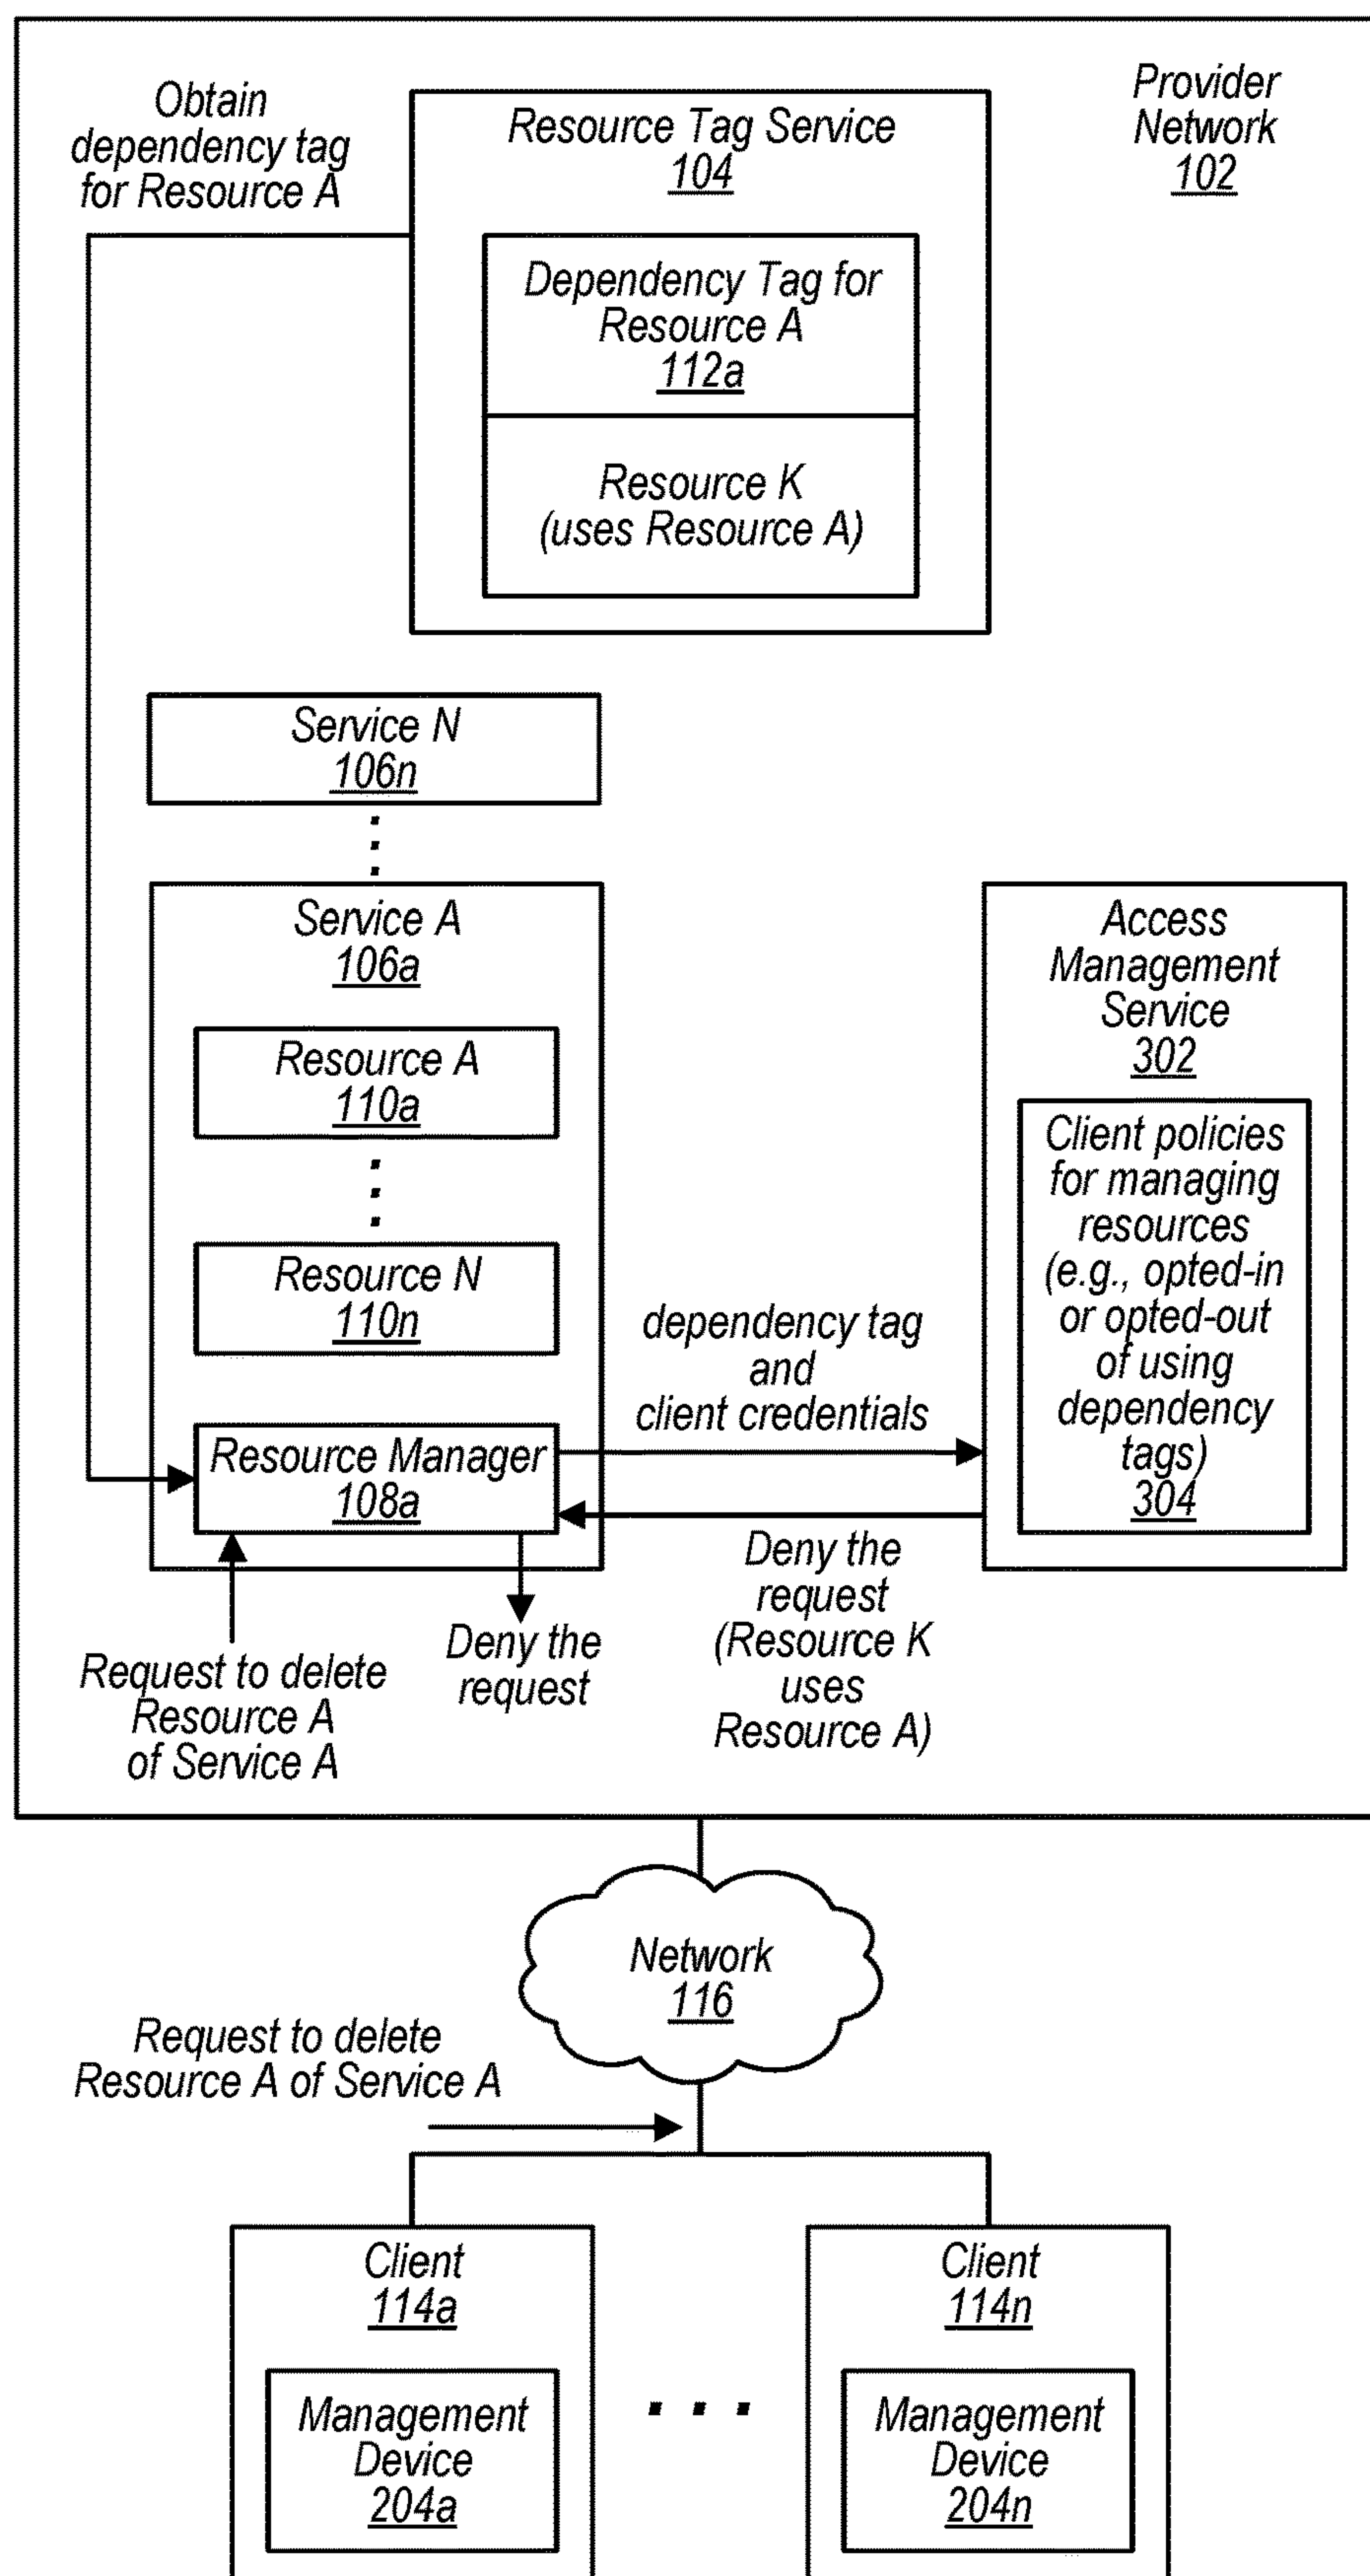 Obtain
dependency tag
for Resource A
Resource Tag Service
104
Provider
Network
102
Dependency Tag for
Resource A
112a
Resource K
(uses Resource A)
Service N
106n
Service A
106a
Resource A
110a
Resource N
110n
Resource Manager
108a
dependency tag
and
client credentials
Access
Management
Service
302
Client policies
for managing
resources
(e.g., opted-in
or opted-out
of using
dependency
tags)
304
Request to delete
Resource A
of Service A
Deny the
request
Deny the
request
(Resource K
uses
Resource A)
Network
116
Request to delete
Resource A of Service A
Client
114a
Management
Device
204a
Client
114n
Management
Device
204n